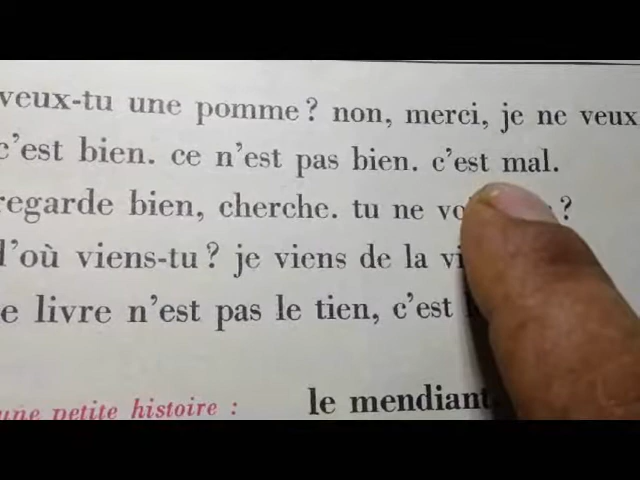 veux-tu une pomme? non, merci, je ne veux
c'est bien. ce n'est pas bien. c'est mal.
regarde bien, cherche. tu ne ?
d'où viens-tu? je viens de la
livre n'est pas le tien, c'est
une petite histoire : le mendiant